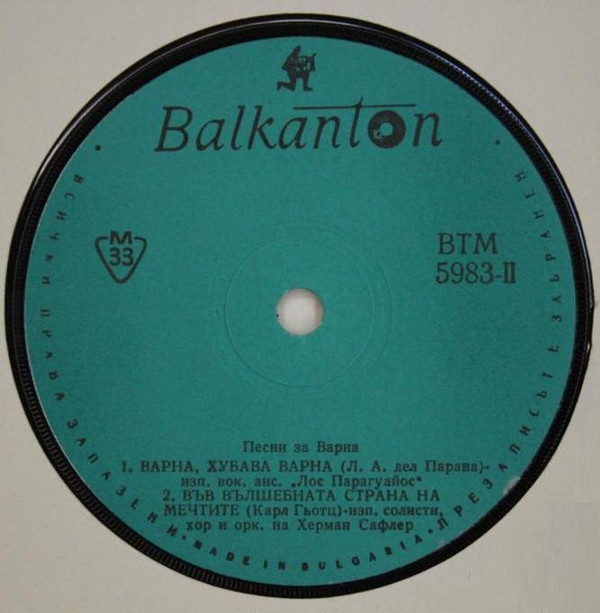 Balkanton
M
33
ВТМ
5983-II
Песни за Варна
1. ВАРНА, ХУБАВА ВАРНА (Л. А. дел Парана)-
изп. вок. анс. „Лос Парагуайос"
2. ВЪВ ВЪЛШЕБНАТА СТРАНА НА
МЕЧТИТЕ (Карл Гьотц)-изп. солисти,
хор и орк. на Херман Сафлер
· ВСИЧКИ ПРАВА ЗАПАЗЕНИ · MADE IN BULGARIA · ПРЕЗАПИСЪТ Е ЗАБРАНЕН ·